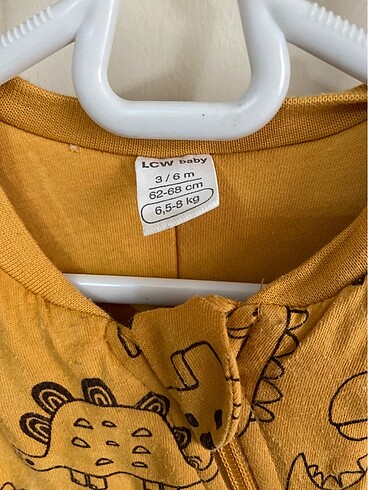 LCW baby
3 / 6 m
62-68 cm
6,5-8 kg